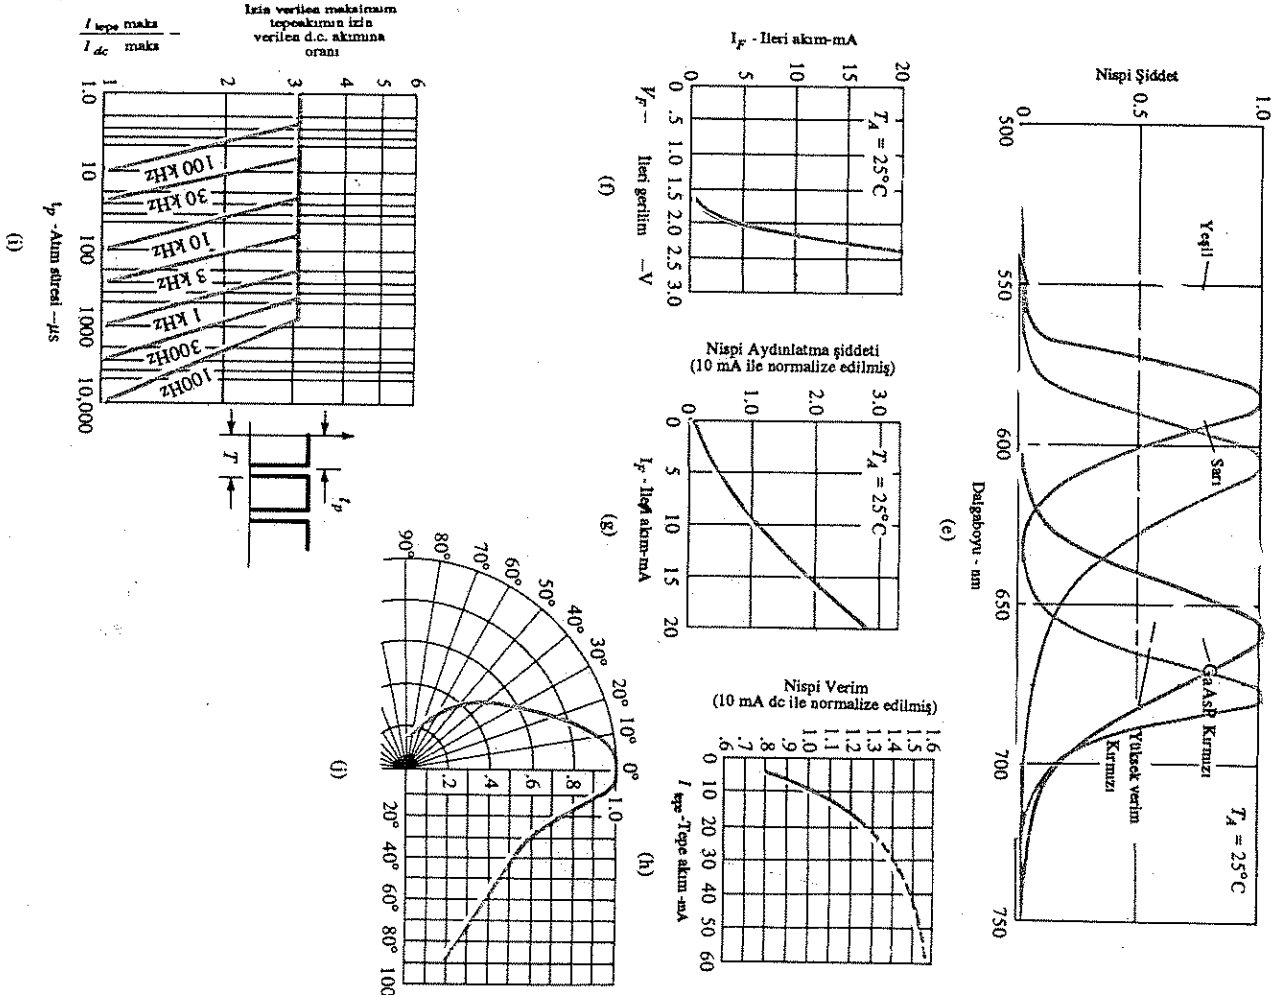 Nispi Şiddet
1.0
0.5
0
500
550
600
650
700
750
Dalgaboyu - nm
Yeşil
Sarı
GaAsP Kırmızı
Yüksek verim
Kırmızı
T_A = 25°C
(e)
I_F - İleri akım-mA
20
15
10
5
0
0
.5
1.0
1.5
2.0
2.5
3.0
V_F — İleri gerilim —V
T_A = 25°C
(f)
Nispi Aydınlatma şiddeti
(10 mA ile normalize edilmiş)
3.0
2.0
1.0
0
0
5
10
15
20
I_F - İleri akım-mA
T_A = 25°C
(g)
Nispi Verim
(10 mA dc ile normalize edilmiş)
1.6
1.5
1.4
1.3
1.2
1.1
1.0
.9
.8
.7
.6
0
10
20
30
40
50
60
I tepe -Tepe akım -mA
(h)
I tepe maks
I dc maks
İzin verilen maksimum
tepeakımın izin
verilen d.c. akımına
oranı
6
5
4
3
2
1
1.0
10
100
1000
10,000
t_p -Atım süresi —µS
100 kHz
30 kHz
10 kHz
3 kHz
1 kHz
300Hz
100Hz
t_p
T
(i)
90°
80°
70°
60°
50°
40°
30°
20°
10°
0°
1.0
.8
.6
.4
.2
20°
40°
60°
80°
100
(j)